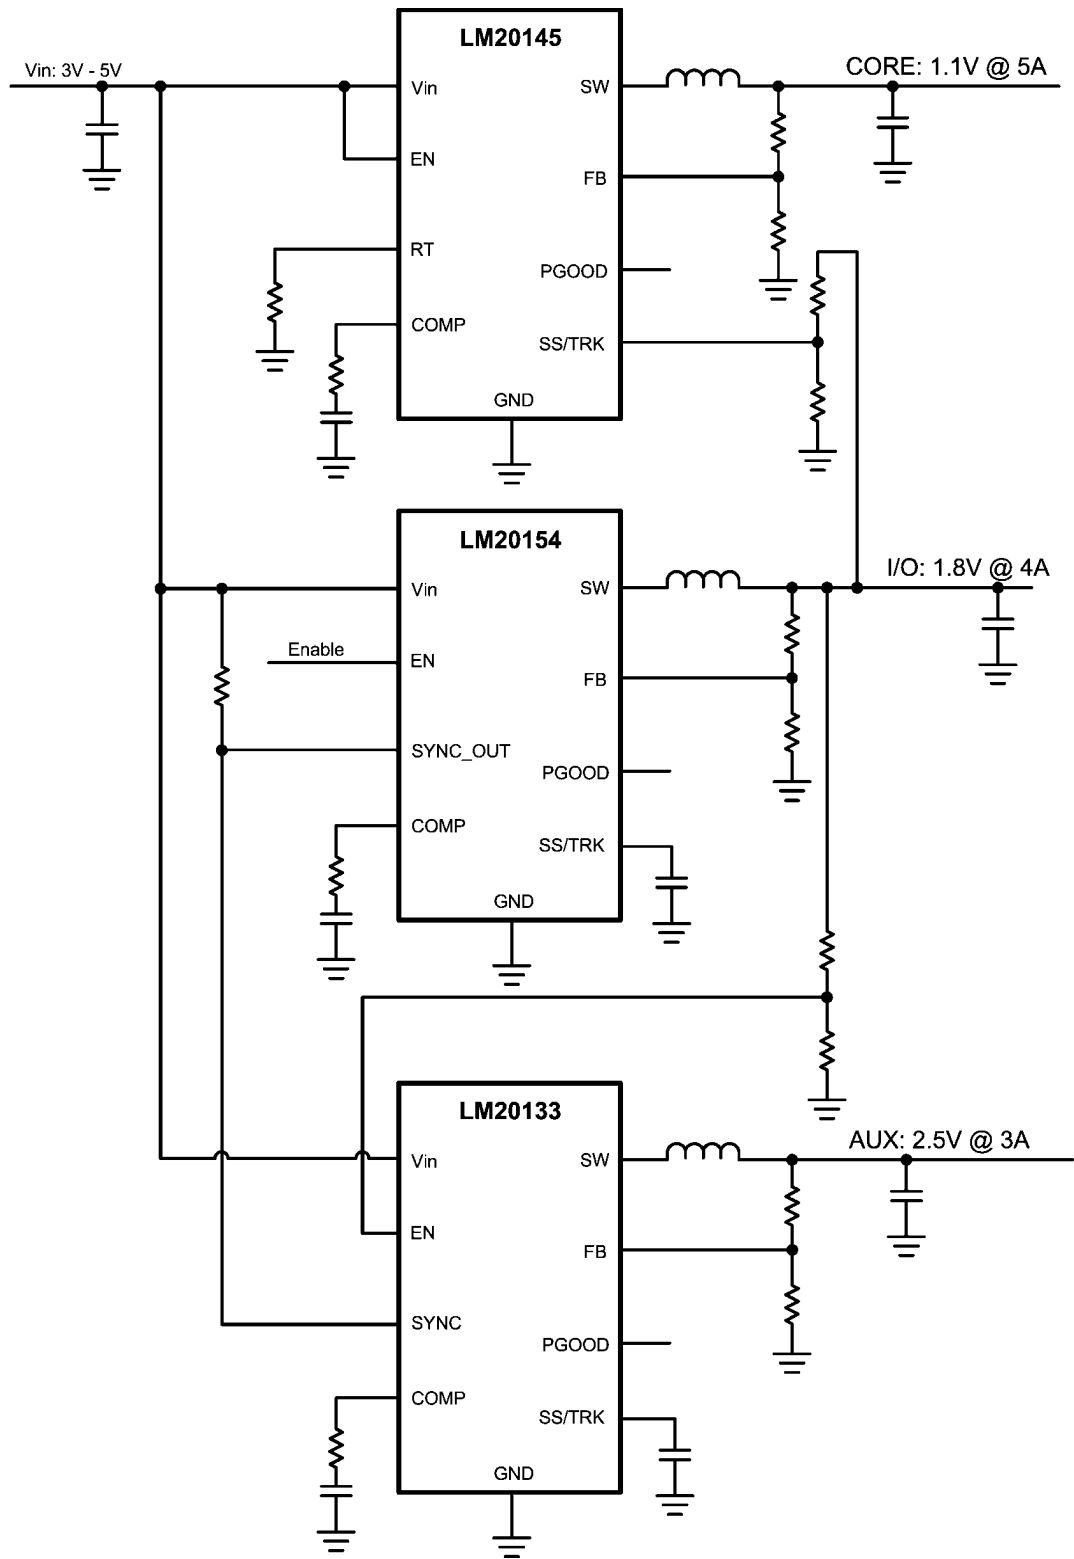 LM20145
Vin: 3V - 5V
CORE: 1.1V @ 5A
Vin
SW
EN
FB
RT
PGOOD
COMP
SS/TRK
GND
LM20154
I/O: 1.8V @ 4A
Vin
SW
Enable
EN
FB
SYNC_OUT
PGOOD
COMP
SS/TRK
GND
LM20133
AUX: 2.5V @ 3A
Vin
SW
EN
FB
SYNC
PGOOD
COMP
SS/TRK
GND